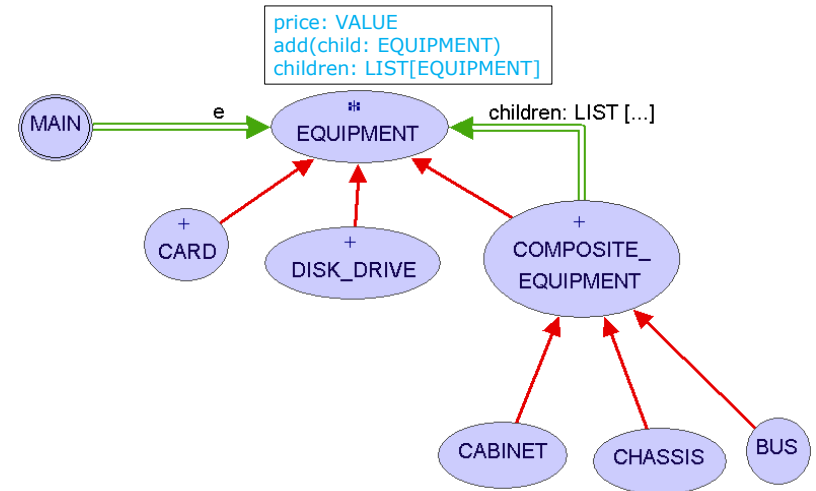 price: VALUE
add(child: EQUIPMENT)
children: LIST[EQUIPMENT]
MAIN
e
*
EQUIPMENT
children: LIST [...]
+
CARD
+
DISK_DRIVE
+
COMPOSITE_
EQUIPMENT
CABINET
CHASSIS
BUS